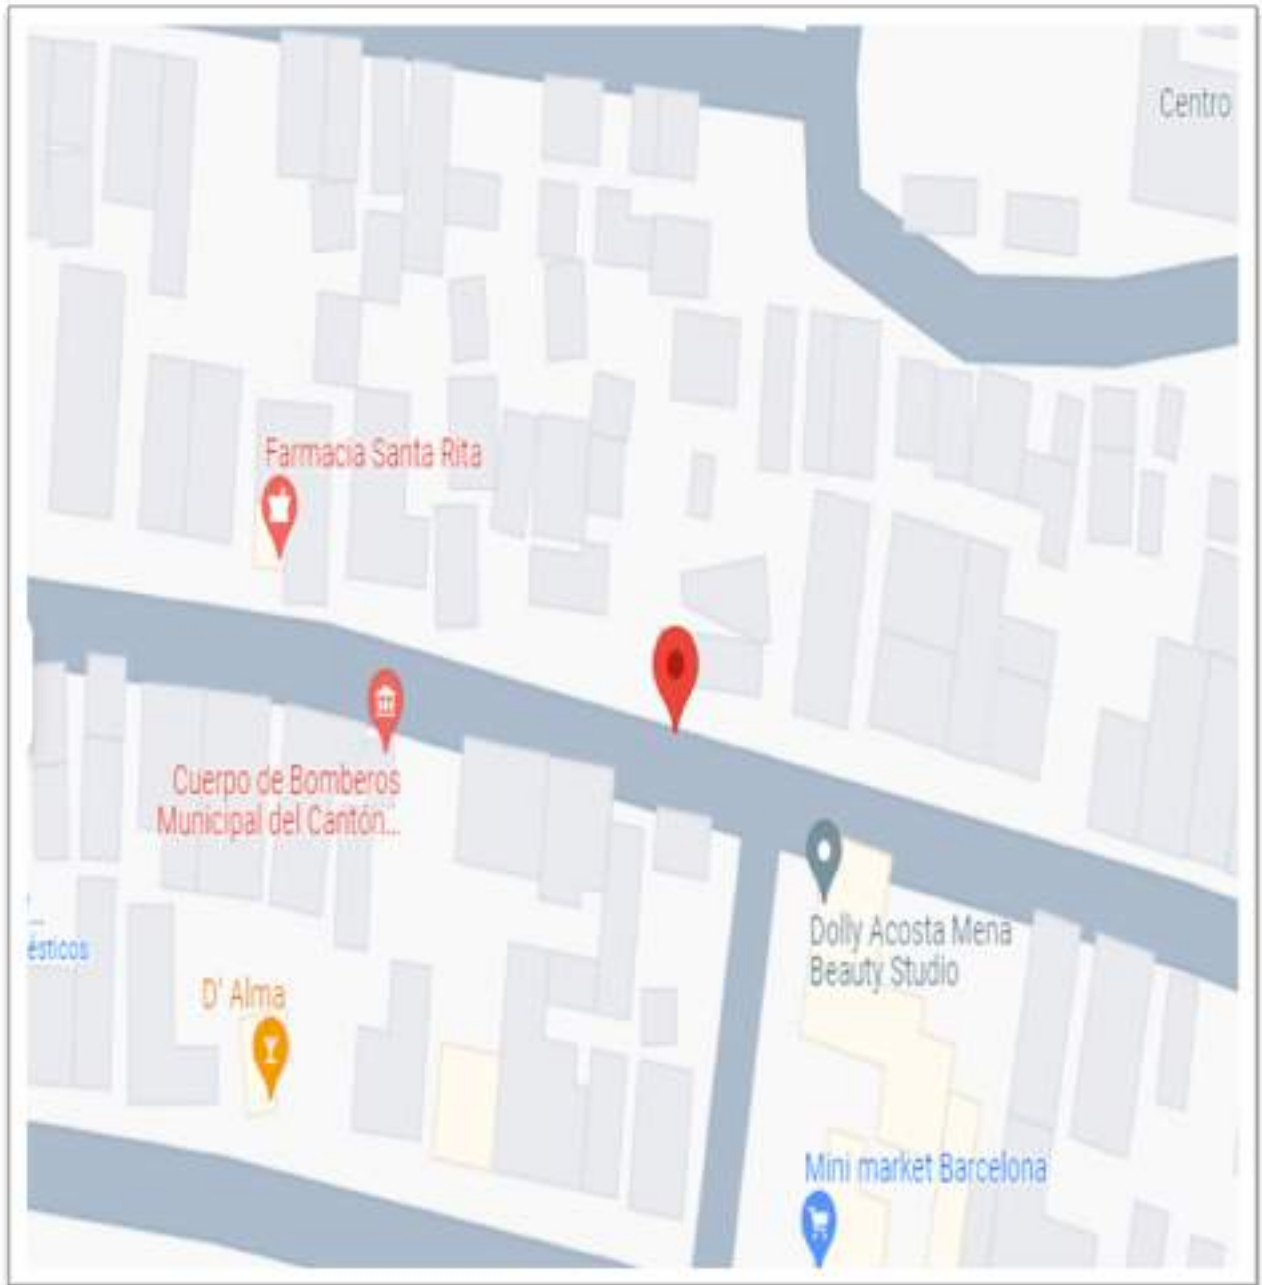 Centro
Farmacia Santa Rita
Cuerpo de Bomberos
Municipal del Cantón...
Dolly Acosta Mena
Beauty Studio
ésticos
D' Alma
Mini market Barcelona